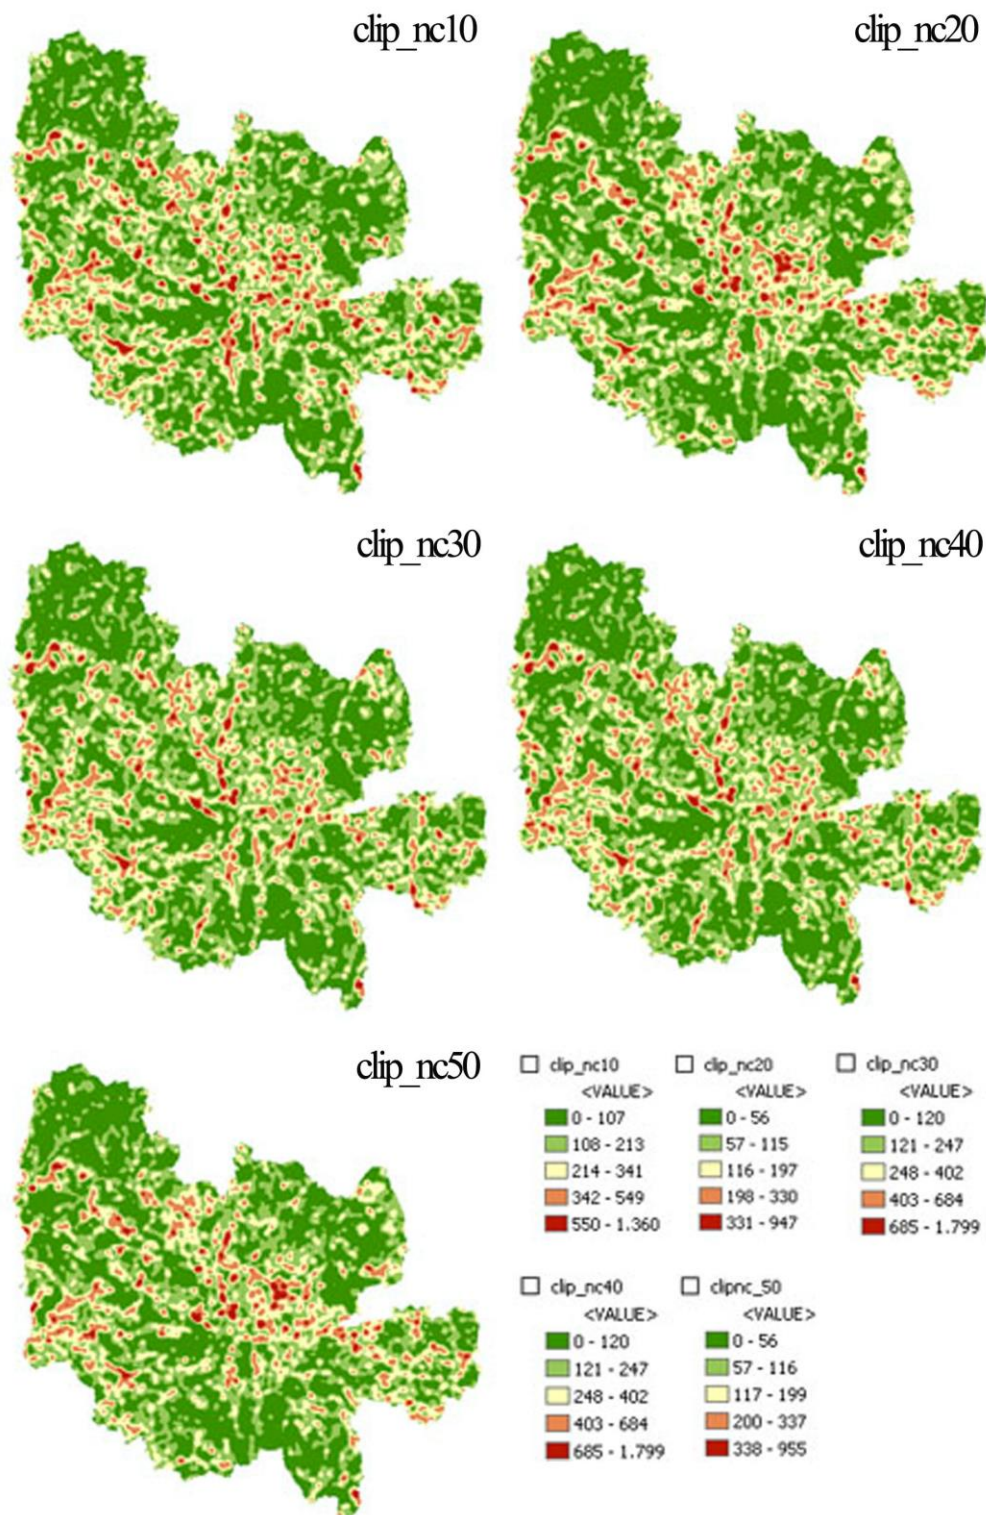 clip_nc10
clip_nc20
clip_nc30
clip_nc40
clip_nc50
clip_nc10
<VALUE>
0 - 107
108 - 213
214 - 341
342 - 549
550 - 1.360
clip_nc20
<VALUE>
0 - 56
57 - 115
116 - 197
198 - 330
331 - 947
clip_nc30
<VALUE>
0 - 120
121 - 247
248 - 402
403 - 684
685 - 1.799
clip_nc40
<VALUE>
0 - 120
121 - 247
248 - 402
403 - 684
685 - 1.799
clipnc_50
<VALUE>
0 - 56
57 - 116
117 - 199
200 - 337
338 - 955